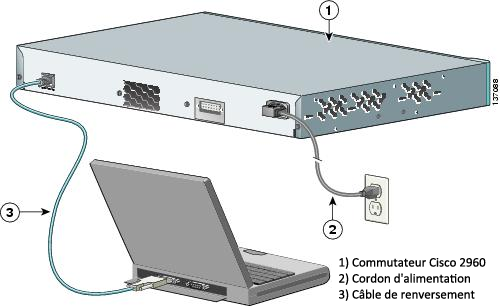 1
137088
3
2
1) Commutateur Cisco 2960
2) Cordon d'alimentation
3) Câble de renversement